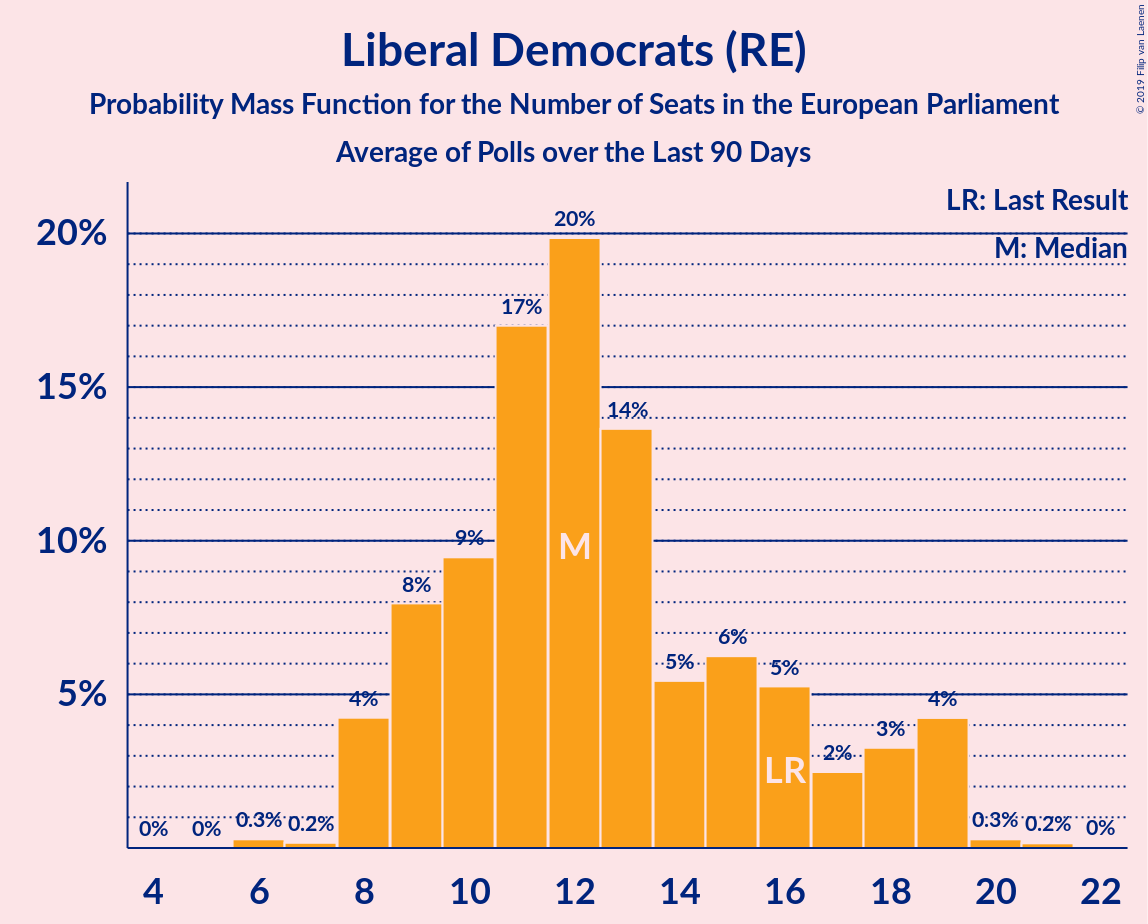 Liberal Democrats (RE)
Probability Mass Function for the Number of Seats in the European Parliament
Average of Polls over the Last 90 Days
© 2019 Filip van Laenen
LR: Last Result
M: Median
20%
15%
10%
5%
0% 0% 0.3% 0.2% 4% 8% 9% 17% 20% 14% 5% 6% 5% 2% 3% 4% 0.3% 0.2% 0%
M
LR
4 6 8 10 12 14 16 18 20 22